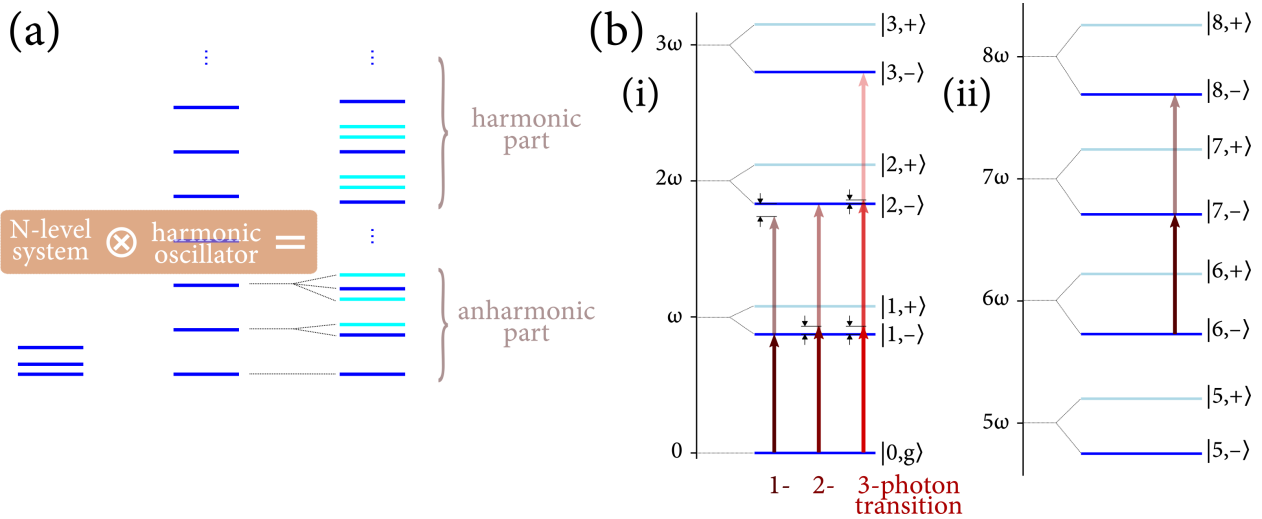 (a)
harmonic
part
N-level
system
⊗
harmonic
oscillator
=
anharmonic
part
(b)
(i)
3ω
|3,+⟩
|3,−⟩
2ω
|2,+⟩
|2,−⟩
ω
|1,+⟩
|1,−⟩
0
|0,g⟩
1-
2-
3-photon
transition
(ii)
8ω
|8,+⟩
|8,−⟩
7ω
|7,+⟩
|7,−⟩
6ω
|6,+⟩
|6,−⟩
5ω
|5,+⟩
|5,−⟩